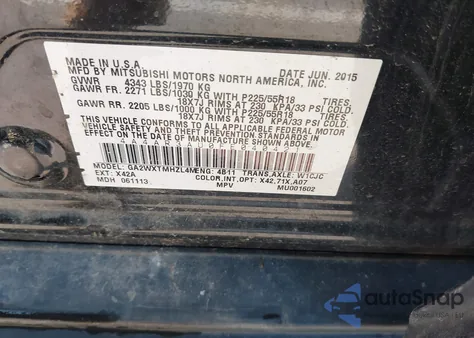 MADE IN U.S.A. DATE JUN. 2015
MFD BY MITSUBISHI MOTORS NORTH AMERICA, INC.
GVWR 4343 LBS/1970 KG
GAWR FR. 2271 LBS/1030 KG WITH P225/55R18 TIRES,
18X7J RIMS AT 230 KPA/33 PSI COLD.
GAWR RR. 2205 LBS/1000 KG WITH P225/55R18 TIRES,
18X7J RIMS AT 230 KPA/33 PSI COLD.
THIS VEHICLE CONFORMS TO ALL APPLICABLE FEDERAL
MOTOR VEHICLE SAFETY, BUMPER, AND THEFT PREVENTION STANDARDS IN
EFFECT ON THE DATE OF MANUFACTURE SHOWN ABOVE.
MODEL: GA2WXTMHZL4M ENG: 4B11 TRANS,AXLE: W1CJC
EXT: X42A COLOR,INT,OPT: X42,71X,A07
MDH 061113 MPV MU001602
autoSnap